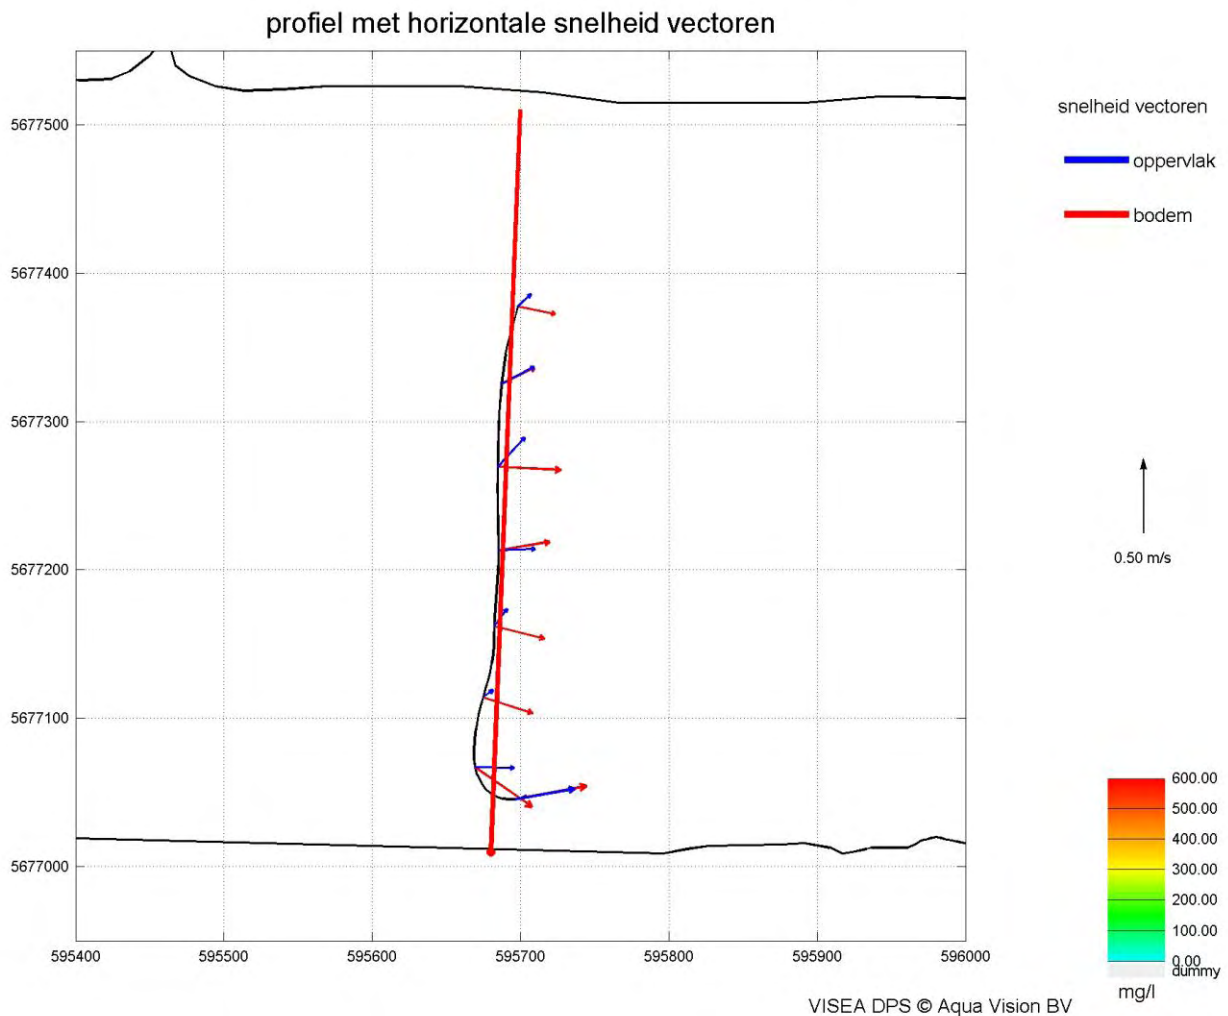 profiel met horizontale snelheid vectoren
snelheid vectoren
oppervlak
bodem
5677500
5677400
5677300
5677200
5677100
5677000
0.50 m/s
595400
595500
595600
595700
595800
595900
596000
600.00
500.00
400.00
300.00
200.00
100.00
0.00
dummy
mg/l
VISEA DPS © Aqua Vision BV